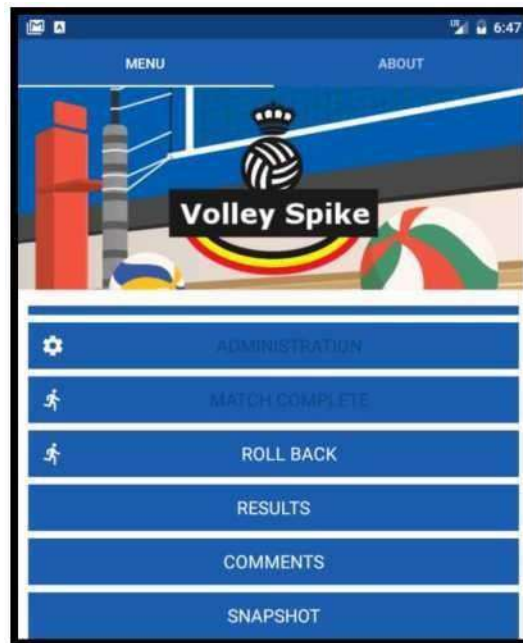 6:47
MENU ABOUT
Volley Spike
ADMINISTRATION
MATCH COMPLETE
ROLL BACK
RESULTS
COMMENTS
SNAPSHOT